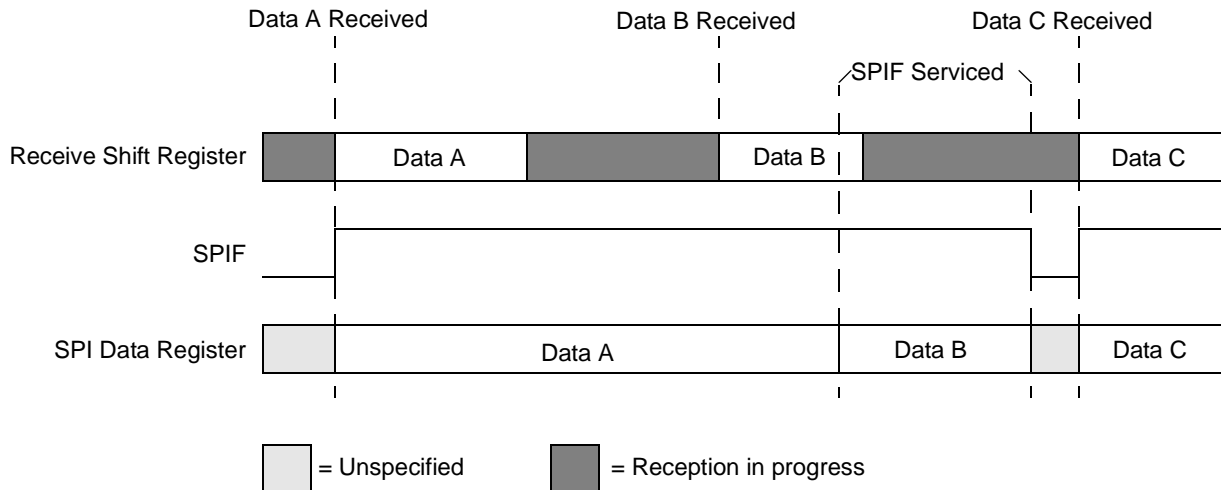 Data A Received Data B Received Data C Received
SPIF Serviced
Receive Shift Register Data A Data B Data C
SPIF
SPI Data Register Data A Data B Data C
= Unspecified = Reception in progress